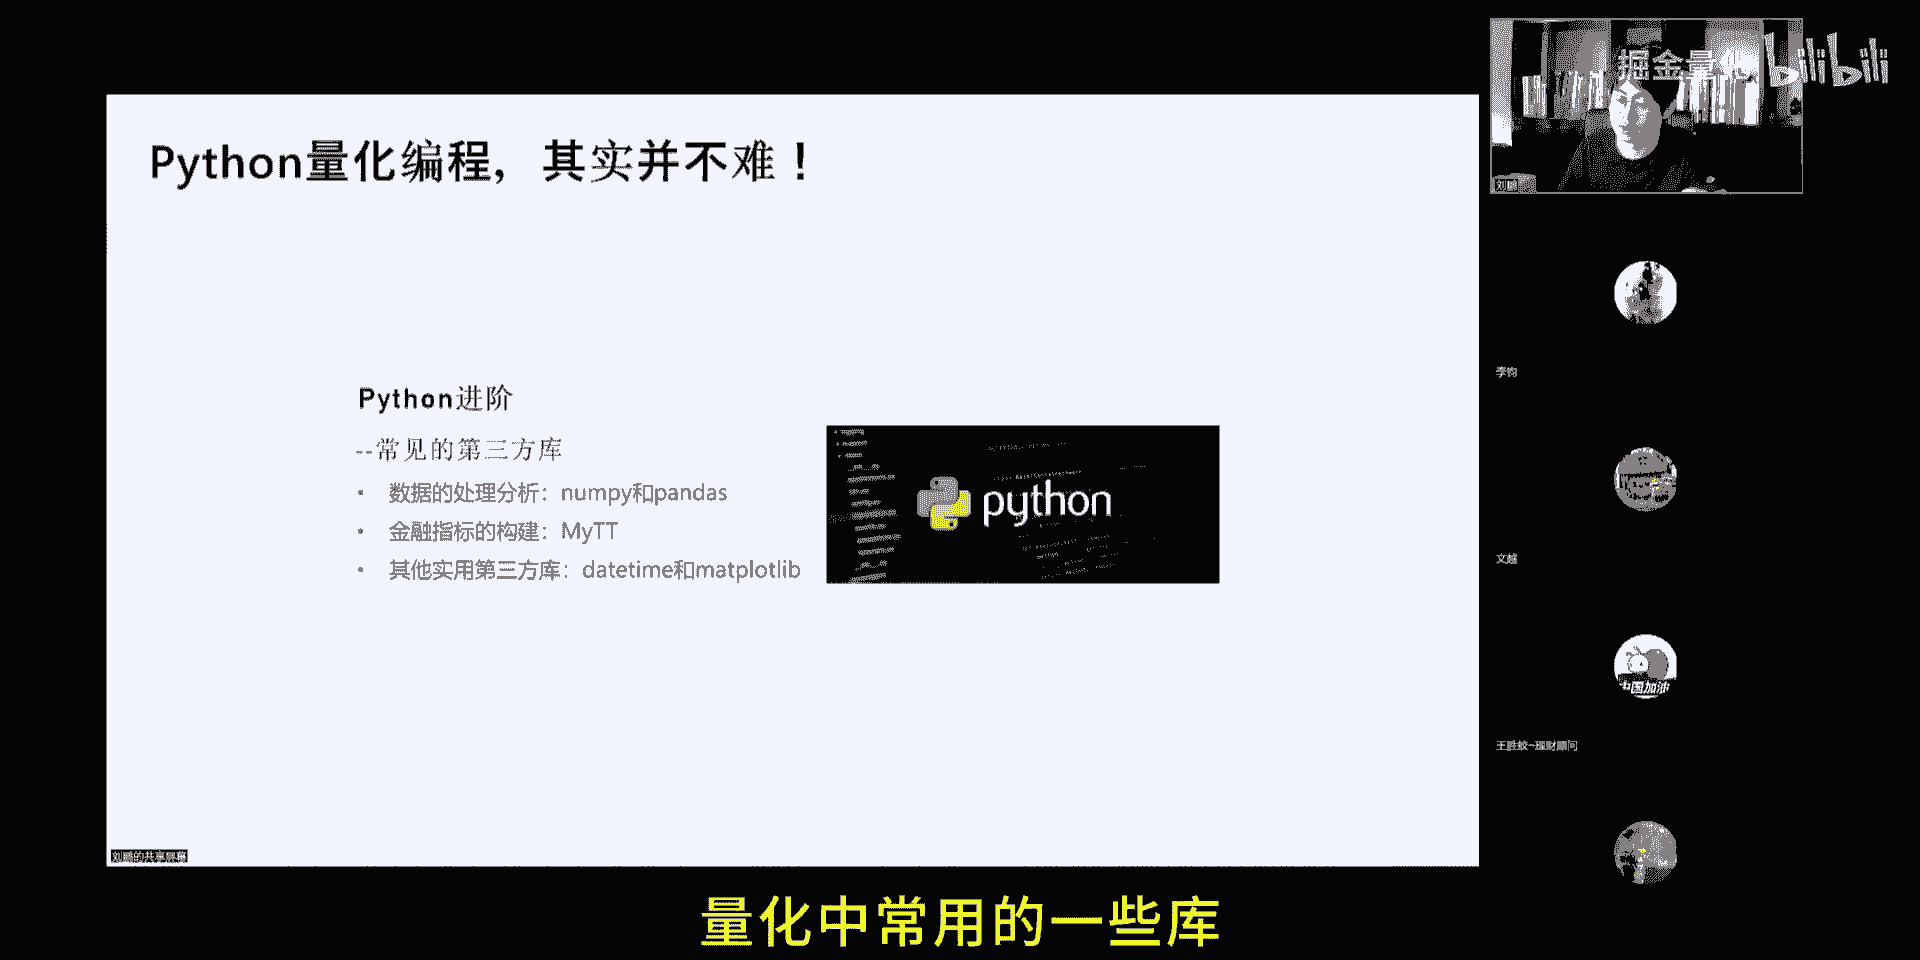 掘金量化 bilibili
Python量化编程，其实并不难！
Python进阶
--常见的第三方库
• 数据的处理分析：numpy和pandas
• 金融指标的构建：MyTT
• 其他实用第三方库：datetime和matplotlib
python
李钧
文越
中国加油
王胜蛟-理财顾问
的共享屏幕
量化中常用的一些库